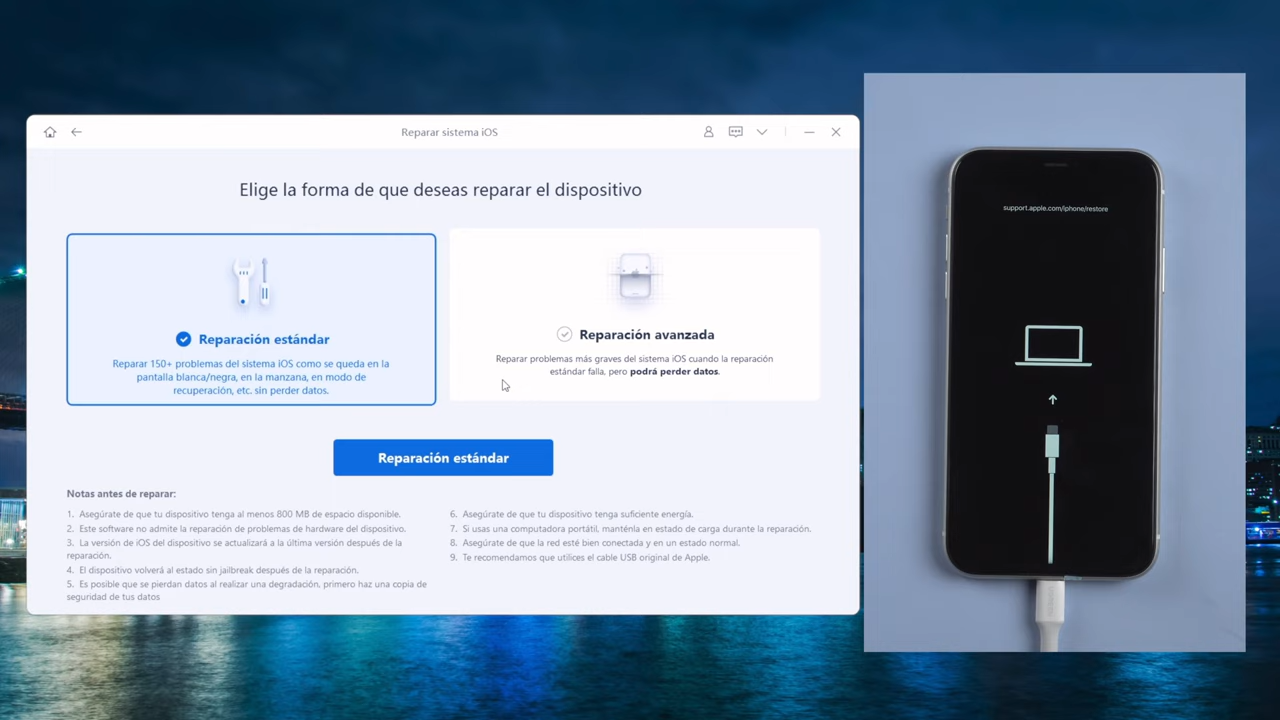 Reparar sistema iOS
Elige la forma de que deseas reparar el dispositivo
Reparación estándar
Reparar 150+ problemas del sistema iOS como se queda en la
pantalla blanca/negra, en la manzana, en modo de
recuperación, etc. sin perder datos.
Reparación avanzada
Reparar problemas más graves del sistema iOS cuando la reparación
estándar falla, pero podrá perder datos.
Reparación estándar
Notas antes de reparar:
1. Asegúrate de que tu dispositivo tenga al menos 800 MB de espacio disponible.
2. Este software no admite la reparación de problemas de hardware del dispositivo.
3. La versión de iOS del dispositivo se actualizará a la última versión después de la
reparación.
4. El dispositivo volverá al estado sin jailbreak después de la reparación.
5. Es posible que se pierdan datos al realizar una degradación, primero haz una copia de
seguridad de tus datos
6. Asegúrate de que tu dispositivo tenga suficiente energía.
7. Si usas una computadora portátil, manténla en estado de carga durante la reparación.
8. Asegúrate de que la red esté bien conectada y en un estado normal.
9. Te recomendamos que utilices el cable USB original de Apple.
support.apple.com/iphone/restore